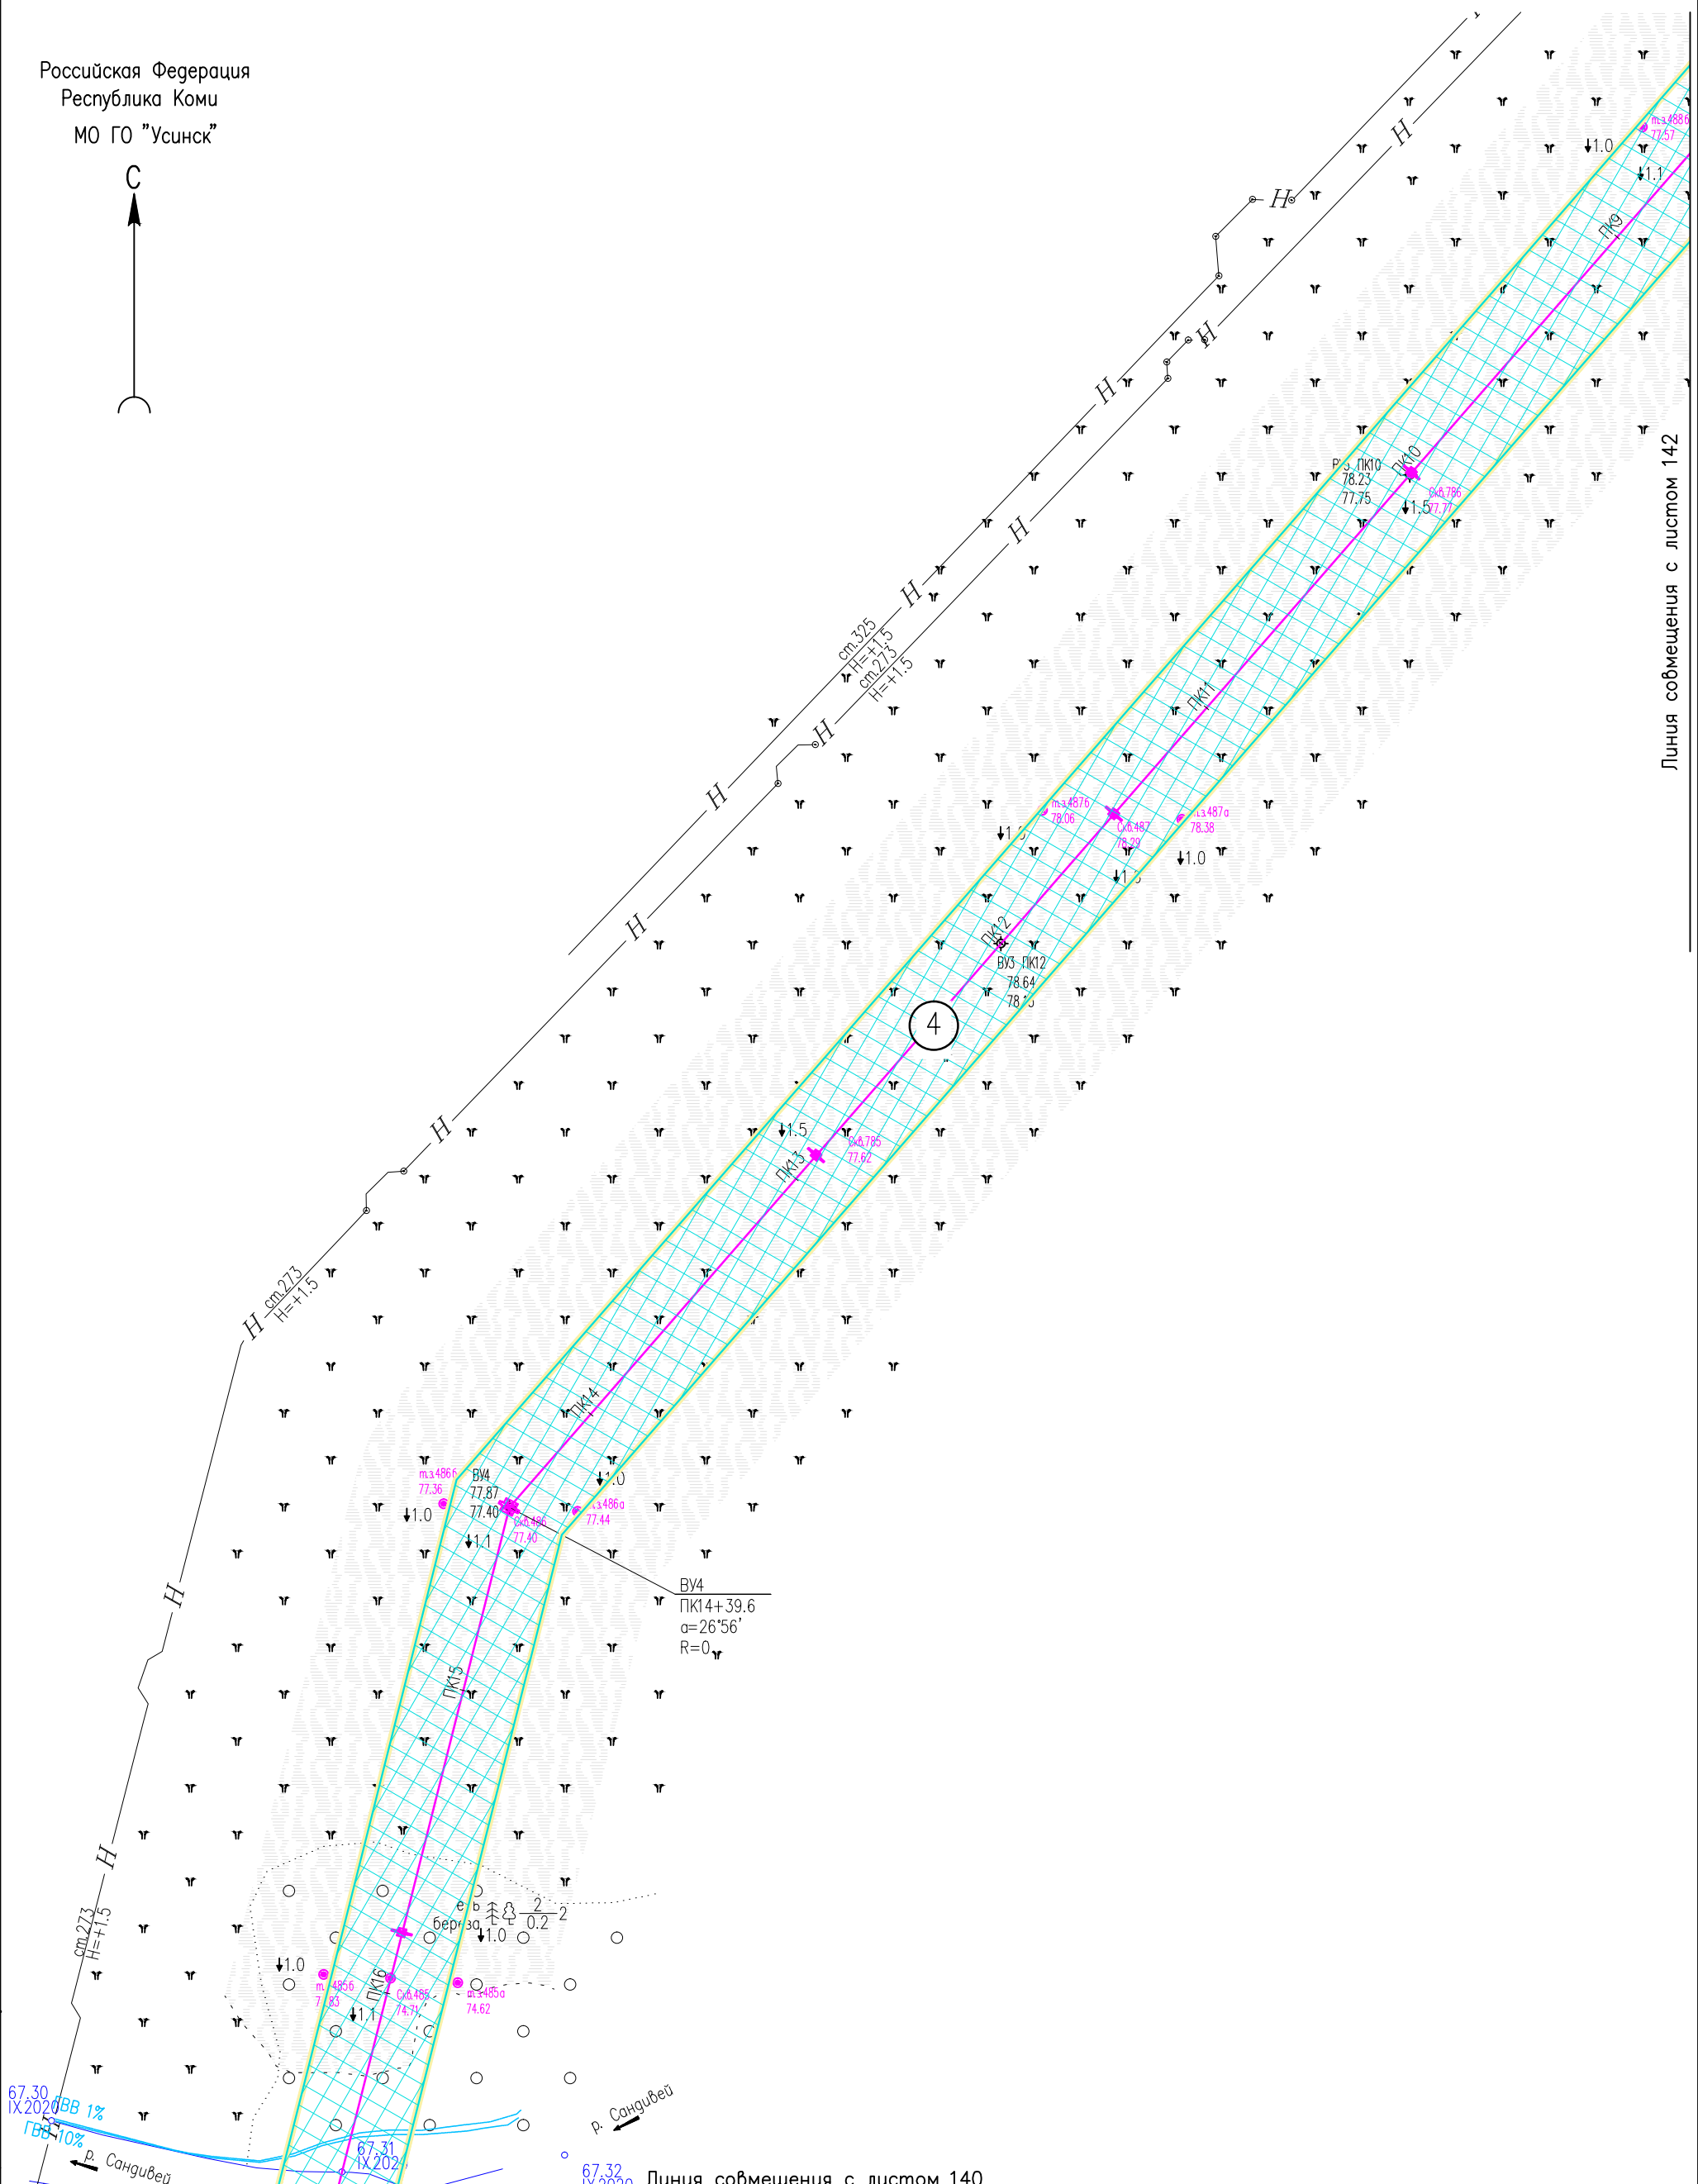 Российская Федерация
Республика Коми
МО ГО "Усинск"
С
Н
Н
Н
Н
Н
Н
Н
ст.325
Н=+1.5
ст.273
Н=+1.5
Н
Н
Н
Н
Н
ст.273
Н=+1.5
Н
Н
ст.273
Н=+1.5
т.з.488б
77.57
1.0
1.1
ПК9
Линия совмещения с листом 142
ПК10
ПК10
78.23
77.75
Скв.786
77.77
1.5
ПК11
т.з.487б
78.06
Скв.487
78.29
т.з.487а
78.38
1.0
ПК12
ВУ3 ПК12
78.64
4
1.5
Скв.785
77.62
ПК13
ПК14
т.з.486б
77.36
ВУ4
77.87
77.40
1.0
Скв.486
77.40
т.з.486а
77.44
1.0
1.1
ВУ4
ПК14+39.6
а=26°56'
R=0
ПК15
береза
2
0.2
2
1.0
1.0
ПК16
Скв.485
74.71
т.з.485а
74.62
1.1
67.30
IX.2020
ГВВ 1%
ГВВ 10%
р. Сандивей
67.31
р. Сандивей
67.32
Линия совмещения с листом 140